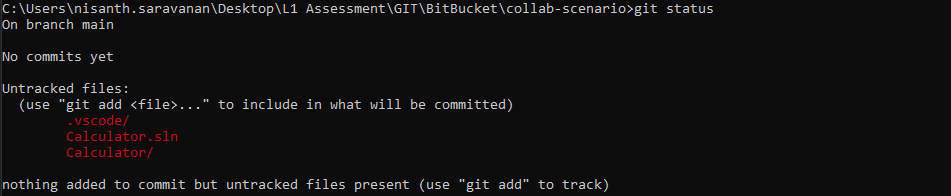 C:\Users\nisanth.saravanan\Desktop\L1 Assessment\GIT\BitBucket\collab-scenario>git status
On branch main
No commits yet
Untracked files:
(use "git add <file>..." to include in what will be committed)
.vscode/
Calculator.sln
Calculator/
nothing added to commit but untracked files present (use "git add" to track)